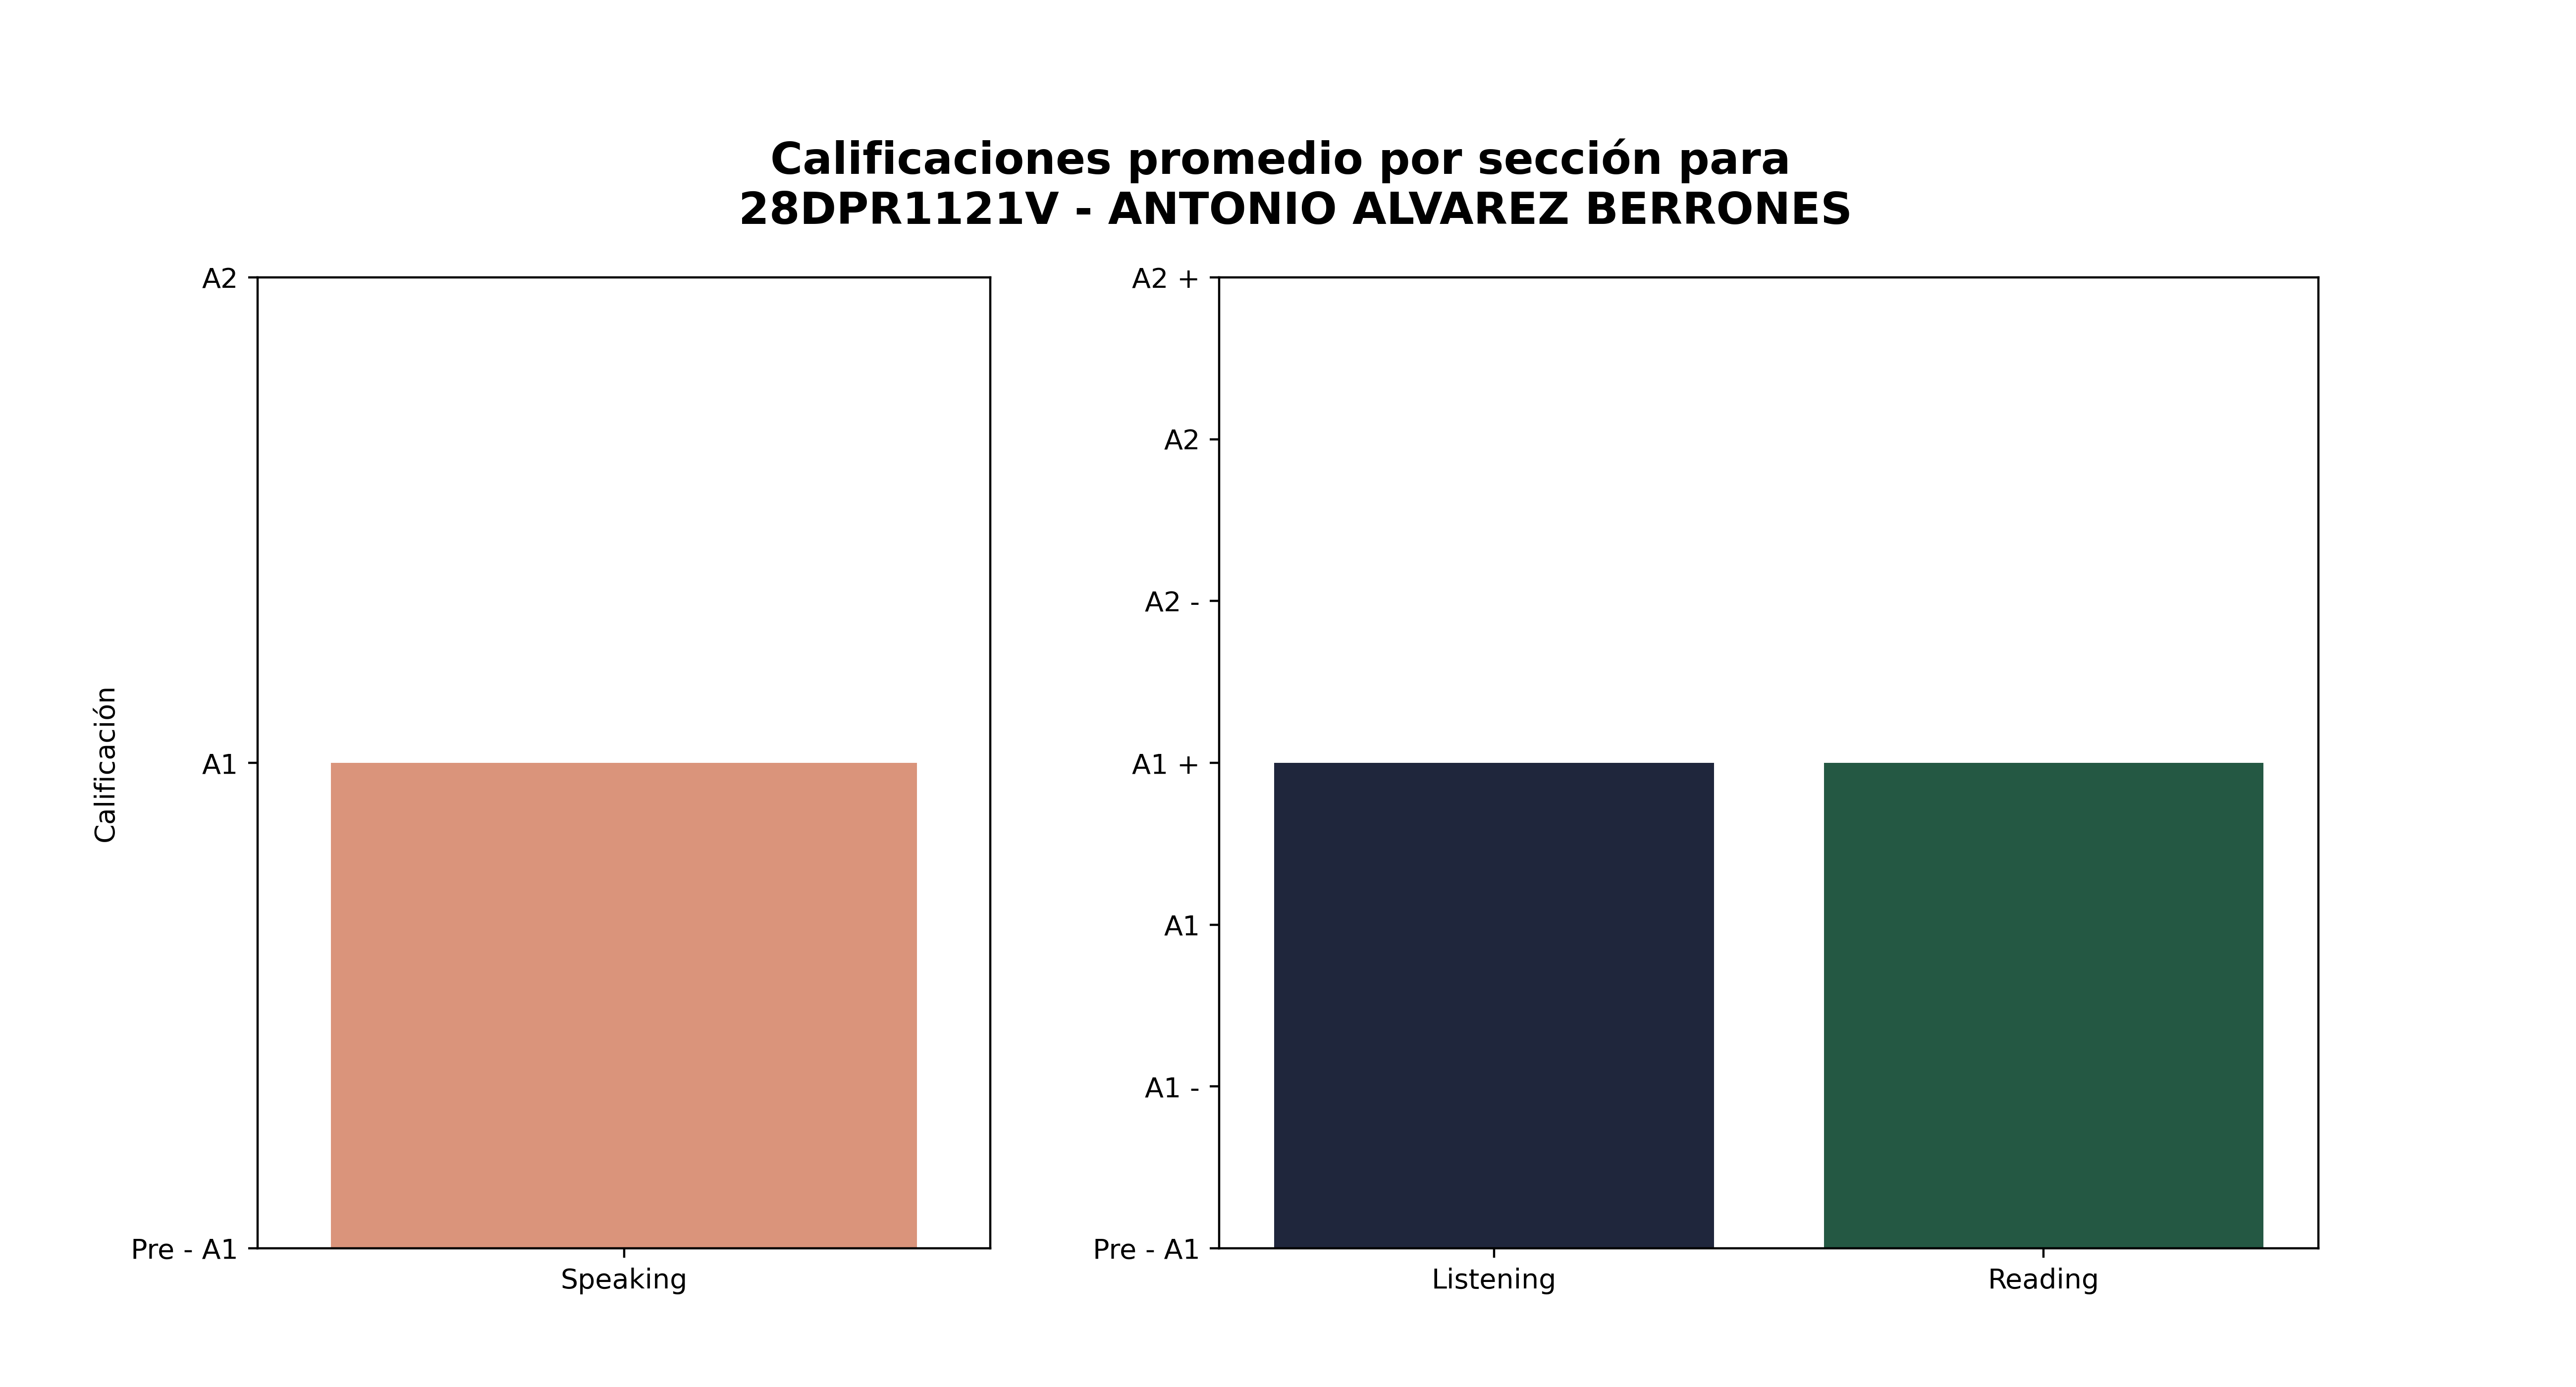 Calificaciones promedio por sección para
28DPR1121V - ANTONIO ALVAREZ BERRONES
Calificación
A2
A1
Pre - A1
Speaking
A2 +
A2
A2 -
A1 +
A1
A1 -
Pre - A1
Listening
Reading